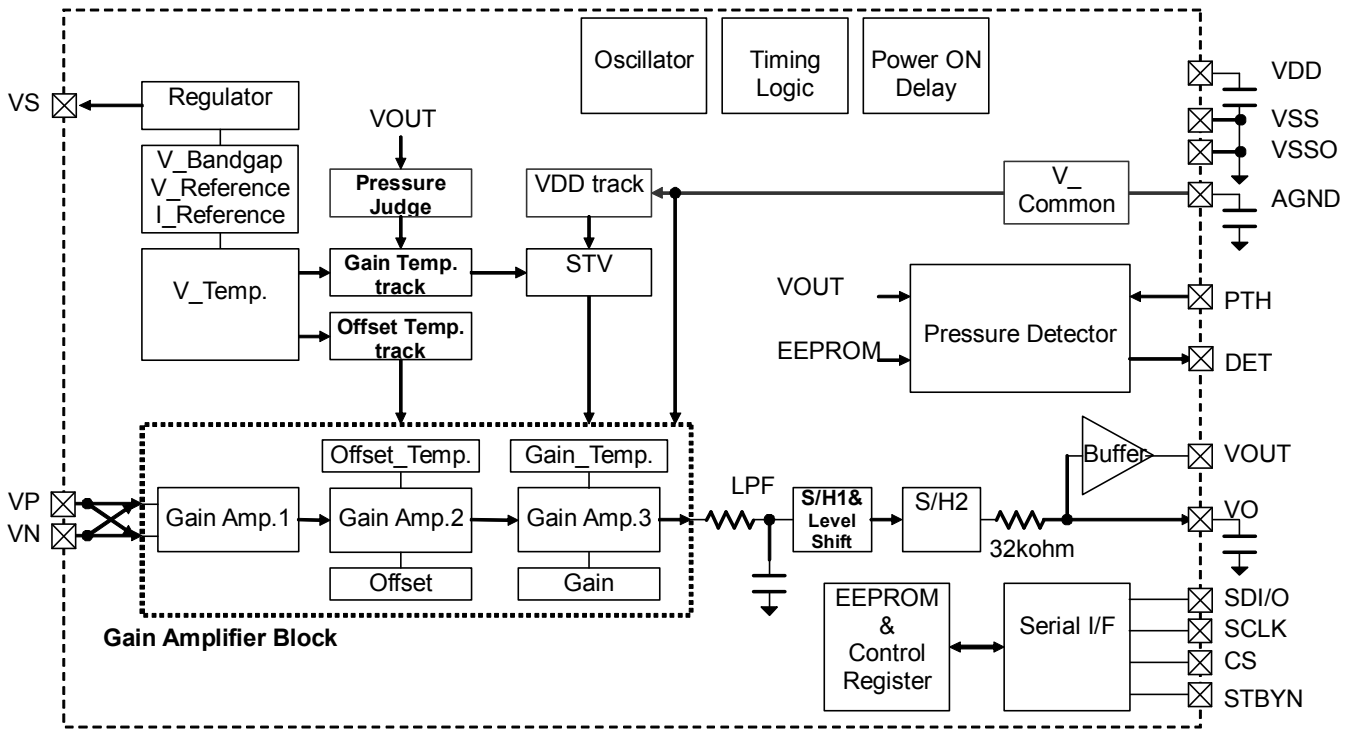 Oscillator
Timing
Logic
Power ON
Delay
VDD
VS
Regulator
VOUT
VSS
VSSO
V_Bandgap
V_Reference
I_Reference
Pressure
Judge
VDD track
V_
Common
AGND
V_Temp.
Gain Temp.
track
STV
Offset Temp.
track
VOUT
EEPROM
Pressure Detector
PTH
DET
Offset_Temp.
Gain_Temp.
Buffer
VOUT
VP
VN
Gain Amp.1
Gain Amp.2
Gain Amp.3
LPF
S/H1&
Level
Shift
S/H2
32kohm
VO
Offset
Gain
Gain Amplifier Block
EEPROM
&
Control
Register
Serial I/F
SDI/O
SCLK
CS
STBYN